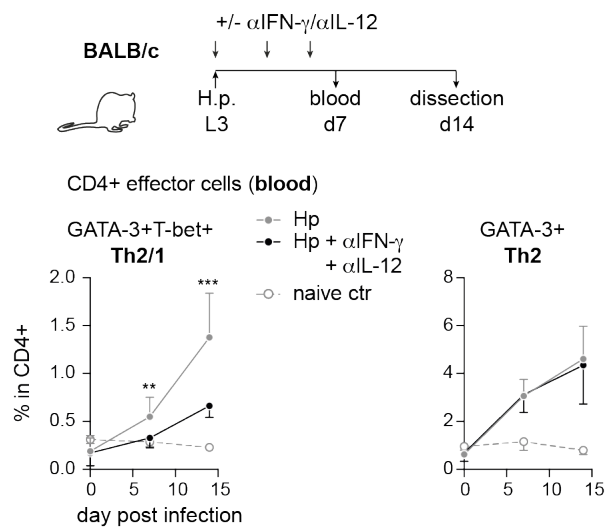 +/- αIFN-γ/αIL-12
BALB/c
H.p. blood dissection
L3 d7 d14
CD4+ effector cells (blood)
GATA-3+T-bet+
Th2/1
Hp
Hp + αIFN-γ
+ αIL-12
naive ctr
GATA-3+
Th2
% in CD4+
2.0
1.5
1.0
0.5
0.0
**
***
0 5 10 15
day post infection
8
6
4
2
0
0 5 10 15